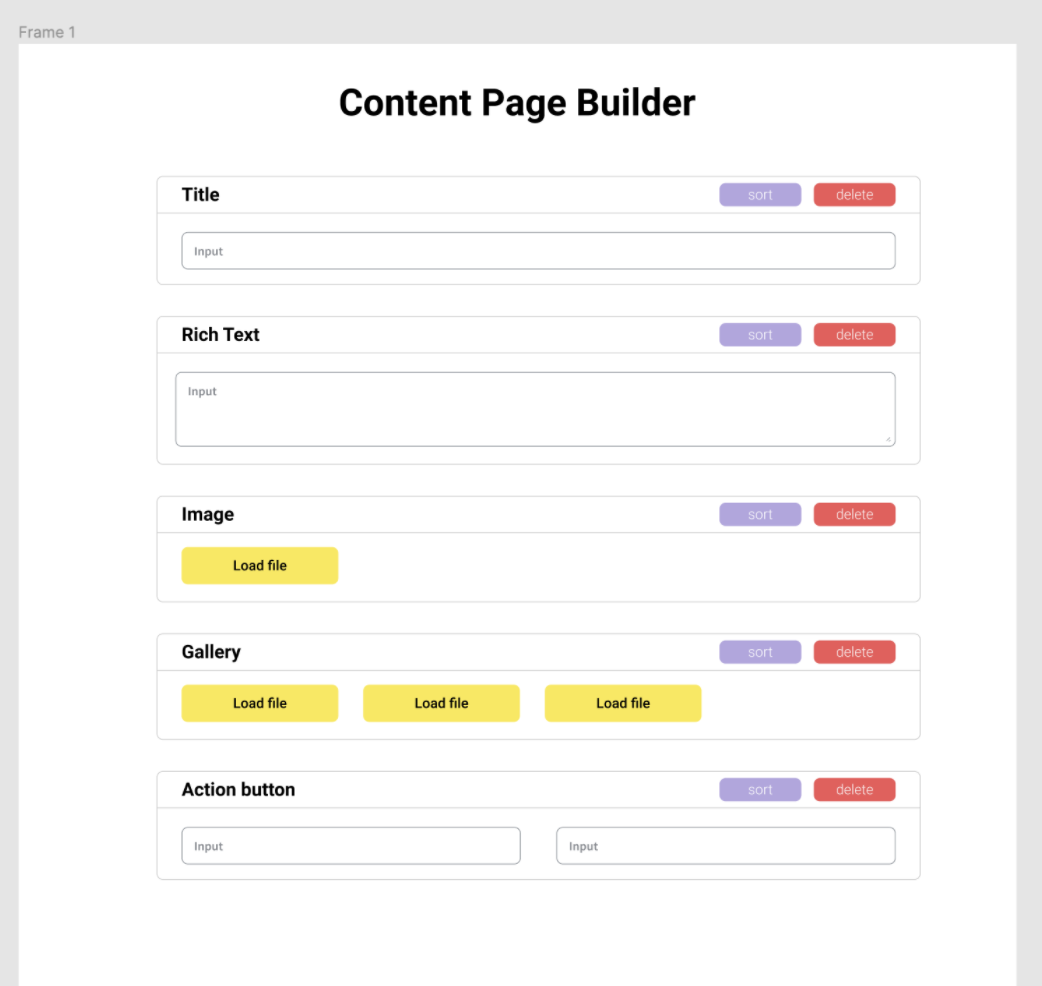 Frame 1
Content Page Builder
Title sort delete
Input
Rich Text sort delete
Input
Image sort delete
Load file
Gallery sort delete
Load file Load file Load file
Action button sort delete
Input Input